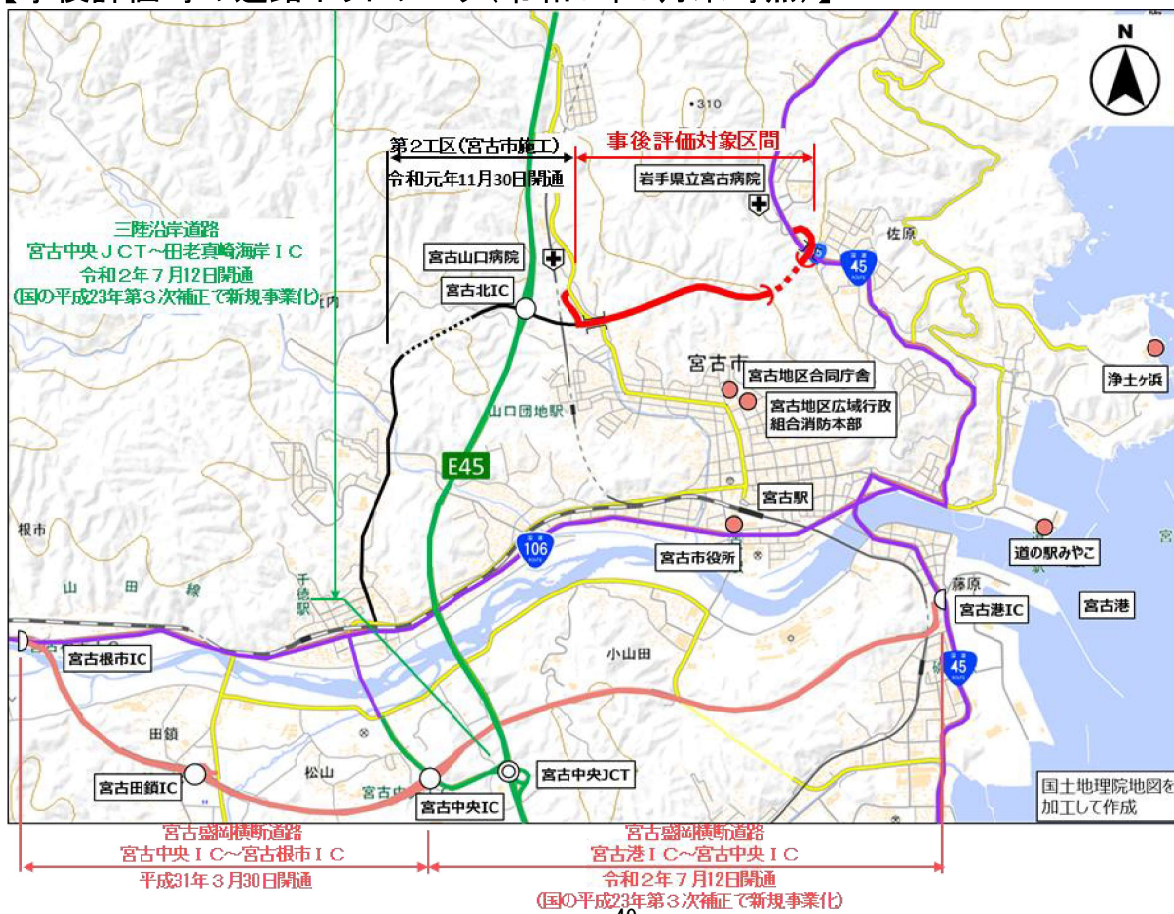 N
・310
第2工区(宮古市施工)
事後評価対象区間
令和元年11月30日開通
岩手県立宮古病院
三陸沿岸道路
宮古中央ＪＣＴ～田老真崎海岸ＩＣ
令和２年７月12日開通
(国の平成23年第３次補正で新規事業化)
佐原
45
宮古山口病院
宮古北IC
宮古市
宮古地区合同庁舎
浄土ヶ浜
宮古地区広域行政
組合消防本部
山口団地駅
E45
宮古駅
根市
106
宮古市役所
道の駅みやこ
山田線
千徳駅
藤原
宮古港IC
宮古港
宮古根市IC
小山田
45
田鎖
松山
宮古田鎖IC
宮古中央JCT
宮古中央IC
国土地理院地図を
加工して作成
宮古盛岡横断道路
宮古中央ＩＣ～宮古根市ＩＣ
平成31年３月30日開通
宮古盛岡横断道路
宮古港ＩＣ～宮古中央ＩＣ
令和２年７月12日開通
(国の平成23年第３次補正で新規事業化)